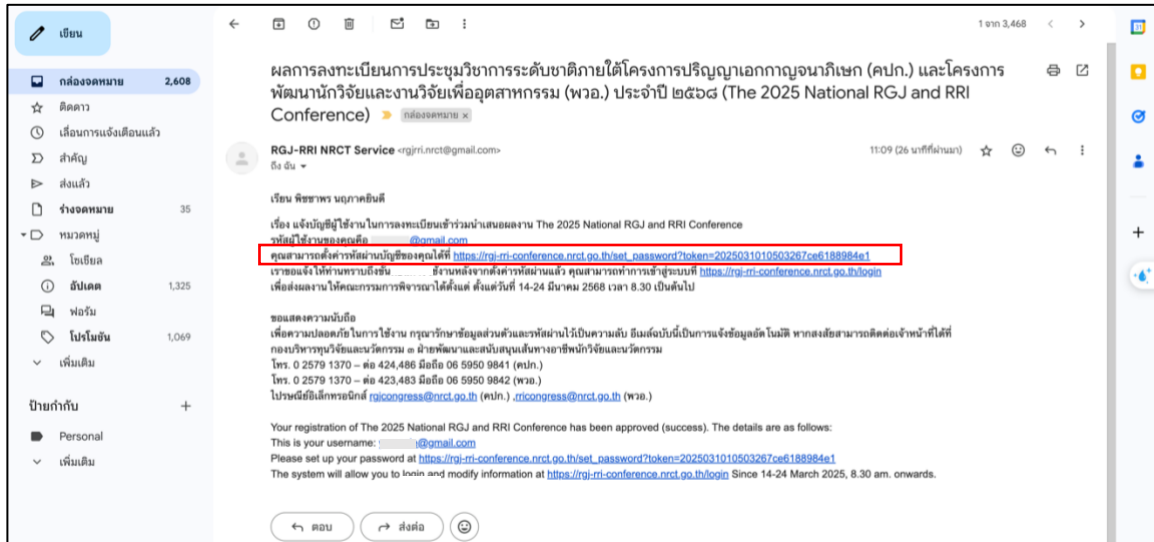 เขียน
1 จาก 3,468
กล่องจดหมาย 2,608
ติดดาว
เลื่อนการแจ้งเตือนแล้ว
สำคัญ
ส่งแล้ว
ร่างจดหมาย 35
หมวดหมู่
โซเชียล
อัปเดต 1,325
ฟอรัม
โปรโมชัน 1,069
เพิ่มเติม
ป้ายกำกับ
Personal
เพิ่มเติม
ผลการลงทะเบียนการประชุมวิชาการระดับชาติภายใต้โครงการปริญญาเอกกาญจนาภิเษก (คปก.) และโครงการ
พัฒนานักวิจัยและงานวิจัยเพื่ออุตสาหกรรม (พวอ.) ประจำปี ๒๕๖๘ (The 2025 National RGJ and RRI
Conference) กล่องจดหมาย ×
RGJ-RRI NRCT Service <rgjrri.nrct@gmail.com> 11:09 (26 นาทีที่ผ่านมา)
ถึง ฉัน
เรียน พิชชาพร นฤภาคยินดี
เรื่อง แจ้งบัญชีผู้ใช้งานในการลงทะเบียนเข้าร่วมนำเสนอผลงาน The 2025 National RGJ and RRI Conference
รหัสผู้ใช้งานของคุณคือ @gmail.com
คุณสามารถตั้งค่ารหัสผ่านบัญชีของคุณได้ที่ https://rgj-rri-conference.nrct.go.th/set_password?token=2025031010503267ce6188984e1
เราขอแจ้งให้ท่านทราบถึงขั้น ช้งานหลังจากตั้งค่ารหัสผ่านแล้ว คุณสามารถทำการเข้าสู่ระบบที่ https://rgj-rri-conference.nrct.go.th/login
เพื่อส่งผลงานให้คณะกรรมการพิจารณาได้ตั้งแต่ ตั้งแต่วันที่ 14-24 มีนาคม 2568 เวลา 8.30 เป็นต้นไป
ขอแสดงความนับถือ
เพื่อความปลอดภัยในการใช้งาน กรุณารักษาข้อมูลส่วนตัวและรหัสผ่านไว้เป็นความลับ อีเมล์ฉบับนี้เป็นการแจ้งข้อมูลอัตโนมัติ หากสงสัยสามารถติดต่อเจ้าหน้าที่ได้ที่
กองบริหารทุนวิจัยและนวัตกรรม ๓ ฝ่ายพัฒนาและสนับสนุนเส้นทางอาชีพนักวิจัยและนวัตกรรม
โทร. 0 2579 1370 – ต่อ 424,486 มือถือ 06 5950 9841 (คปก.)
โทร. 0 2579 1370 – ต่อ 423,483 มือถือ 06 5950 9842 (พวอ.)
ไปรษณีย์อิเล็กทรอนิกส์ rgjcongress@nrct.go.th (คปก.) ,rricongress@nrct.go.th (พวอ.)
Your registration of The 2025 National RGJ and RRI Conference has been approved (success). The details are as follows:
This is your username: @gmail.com
Please set up your password at https://rgj-rri-conference.nrct.go.th/set_password?token=2025031010503267ce6188984e1
The system will allow you to login and modify information at https://rgj-rri-conference.nrct.go.th/login Since 14-24 March 2025, 8.30 am. onwards.
ตอบ ส่งต่อ